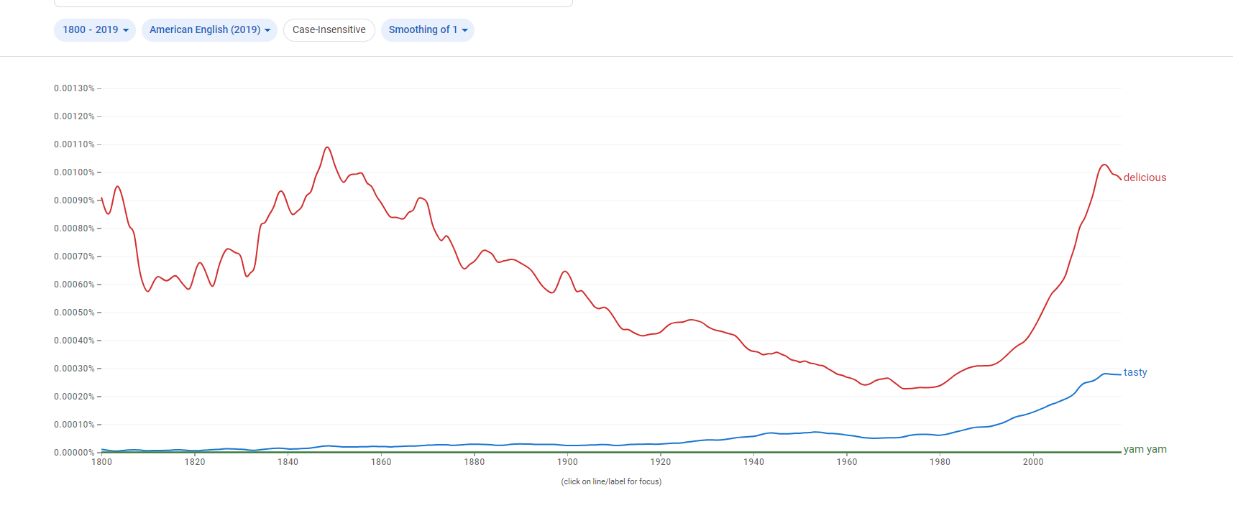 1800 - 2019 American English (2019) Case-Insensitive Smoothing of 1
0.00130%
0.00120%
0.00110%
0.00100%
0.00090%
0.00080%
0.00070%
0.00060%
0.00050%
0.00040%
0.00030%
0.00020%
0.00010%
0.00000%
delicious
tasty
yam yam
1800 1820 1840 1860 1880 1900 1920 1940 1960 1980 2000
(click on line/label for focus)